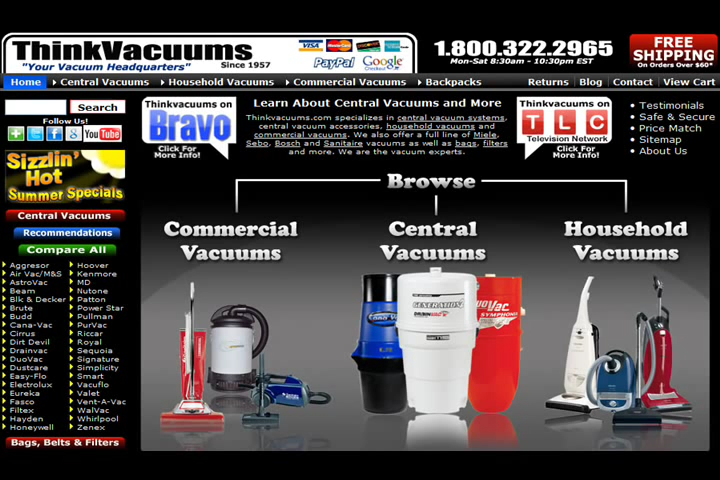 ThinkVacuums
Since 1957
"Your Vacuum Headquarters"
VISA MasterCard DISCOVER
PayPal Google
Checkout
1.800.322.2965
Mon-Sat 8:30am - 10:30pm EST
FREE
SHIPPING
On Orders Over $60*
Home Central Vacuums Household Vacuums Commercial Vacuums Backpacks Returns Blog Contact View Cart
Search
Follow Us!
You Tube
Sizzlin'
Hot
Summer Specials
Central Vacuums
Recommendations
Compare All
Aggresor Hoover
Air Vac/M&S Kenmore
AstroVac MD
Beam Nutone
Blk & Decker Patton
Brute Power Star
Budd Pullman
Cana-Vac PurVac
Cirrus Riccar
Dirt Devil Royal
Drainvac Sequoia
DuoVac Signature
Dustcare Simplicity
Easy-Flo Smart
Electrolux Vacuflo
Eureka Valet
Fasco Vent-A-Vac
Filtex WalVac
Hayden Whirlpool
Honeywell Zenex
Bags, Belts & Filters
Thinkvacuums on
Bravo
Click For
More Info!
Learn About Central Vacuums and More
Thinkvacuums.com specializes in central vacuum systems,
central vacuum accessories, household vacuums and
commercial vacuums. We also offer a full line of Miele,
Sebo, Bosch and Sanitaire vacuums as well as bags, filters
and more. We are the vacuum experts.
Thinkvacuums on
TLC
Television Network
Click For
More Info!
Testimonials
Safe & Secure
Price Match
Sitemap
About Us
Browse
Commercial
Vacuums
Central
Vacuums
Household
Vacuums
GENERATION
DuoVac
SYMPHONIA